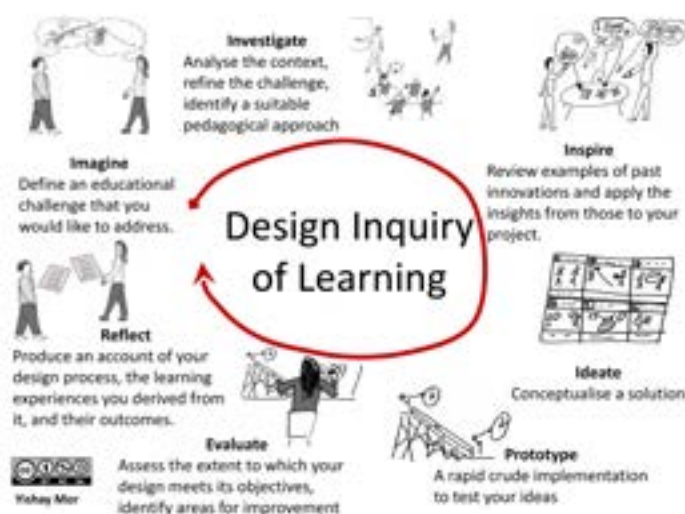 Investigate
Analyse the context,
refine the challenge,
identify a suitable
pedagogical approach
Imagine
Define an educational
challenge that you
would like to address.
Inspire
Review examples of past
innovations and apply the
insights from those to your
project.
Design Inquiry
of Learning
Reflect
Produce an account of your
design process, the learning
experiences you derived from
it, and their outcomes.
Ideate
Conceptualise a solution
Evaluate
Assess the extent to which your
design meets its objectives,
identify areas for improvement
Prototype
A rapid crude implementation
to test your ideas
Yishay Mor